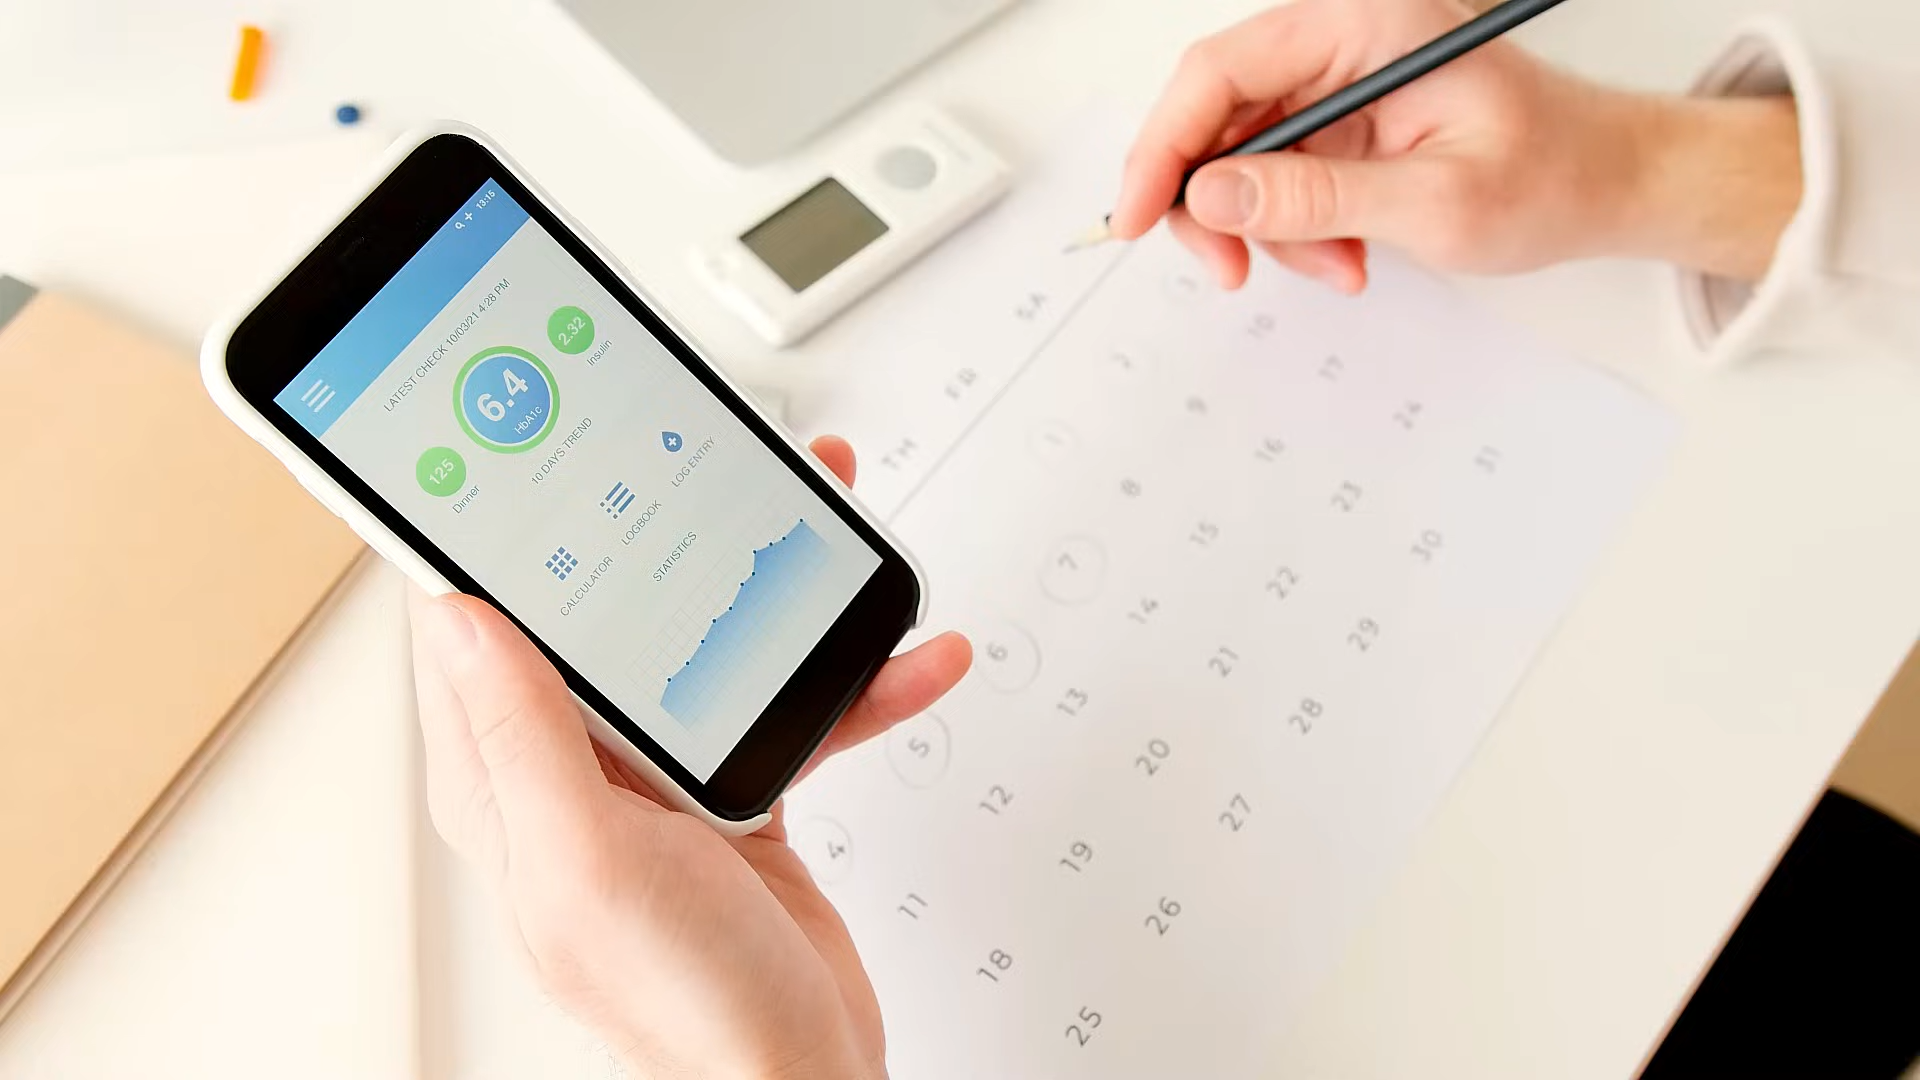 13:15
LATEST CHECK 10/03/21 4:28 PM
125
Dinner
6.4
HbA1c
2.32
Insulin
10 DAYS TREND
CALCULATOR
LOGBOOK
LOG ENTRY
STATISTICS
TH FR SA
1 2 3
4 5 6 7 8 9 10
11 12 13 14 15 16 17
18 19 20 21 22 23 24
25 26 27 28 29 30 31